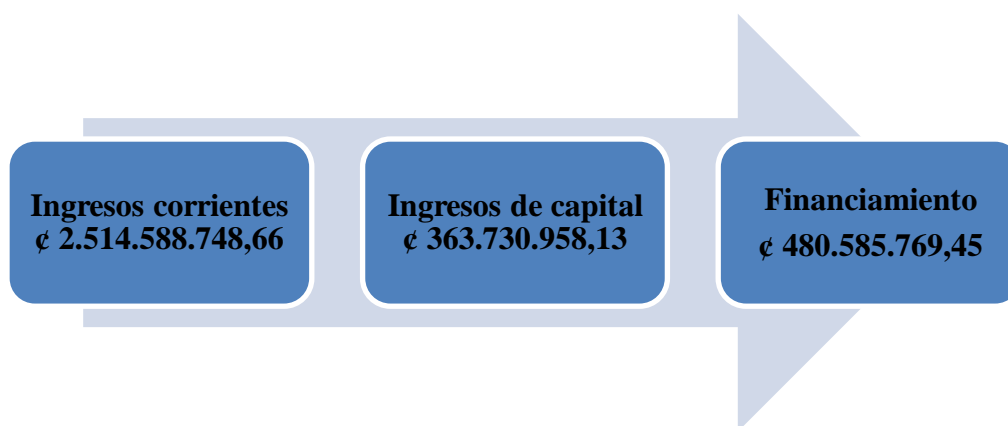 Ingresos corrientes
¢ 2.514.588.748,66
Ingresos de capital
¢ 363.730.958,13
Financiamiento
¢ 480.585.769,45